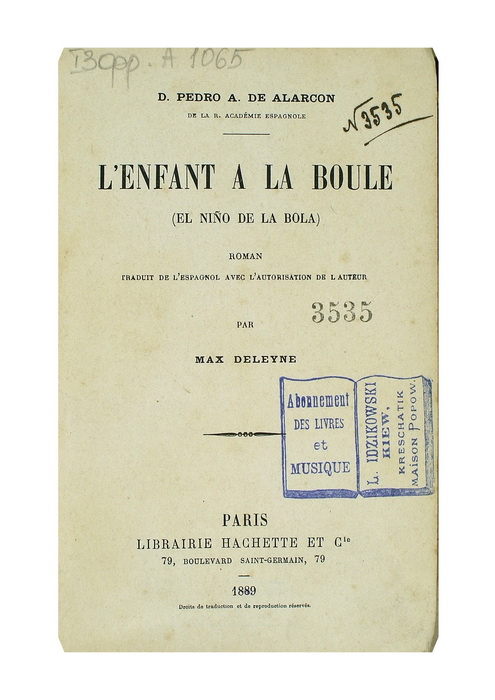 I3opp. A 1065
D. PEDRO A. DE ALARCON
DE LA R. ACADÉMIE ESPAGNOLE
N 3535
L'ENFANT A LA BOULE
(EL NIÑO DE LA BOLA)
ROMAN
TRADUIT DE L'ESPAGNOL AVEC L'AUTORISATION DE L'AUTEUR
3535
PAR
MAX DELEYNE
Abonnement
DES LIVRES
et
MUSIQUE
L. IDZIKOWSKI
KIEW,
KRESCHATIK
MAISON POPOW.
PARIS
LIBRAIRIE HACHETTE ET Cie
79, BOULEVARD SAINT-GERMAIN, 79
1889
Droits de traduction et de reproduction réservés.